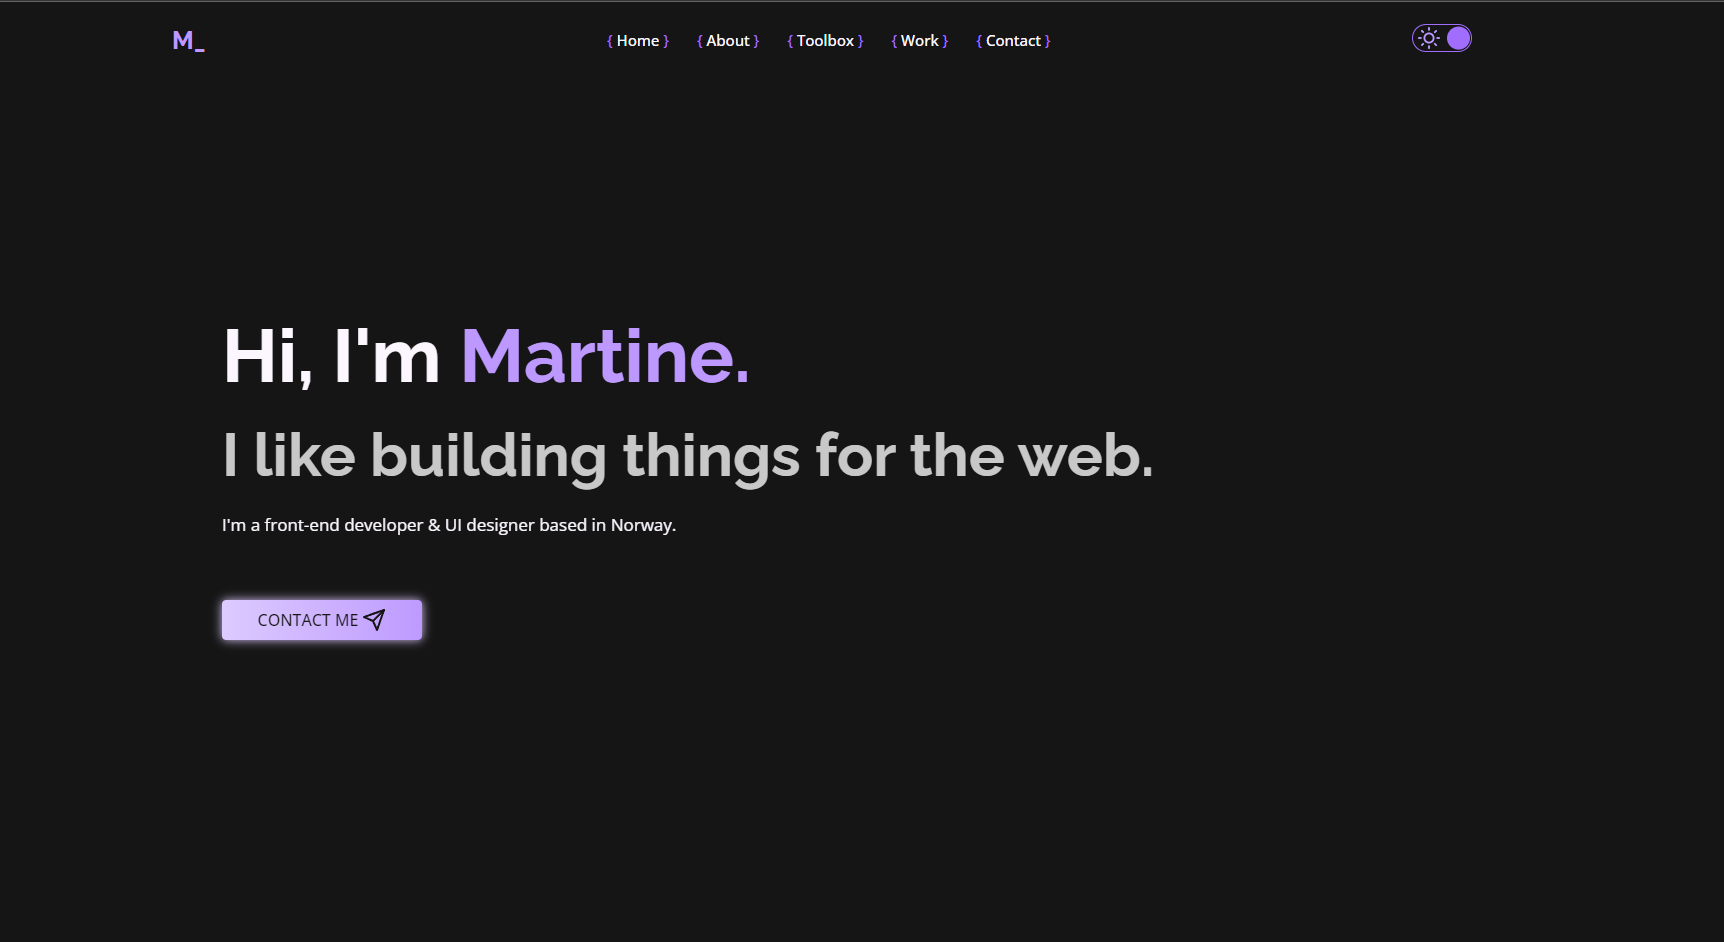 M_
{ Home } { About } { Toolbox } { Work } { Contact }
Hi, I'm Martine.
I like building things for the web.
I'm a front-end developer & UI designer based in Norway.
CONTACT ME